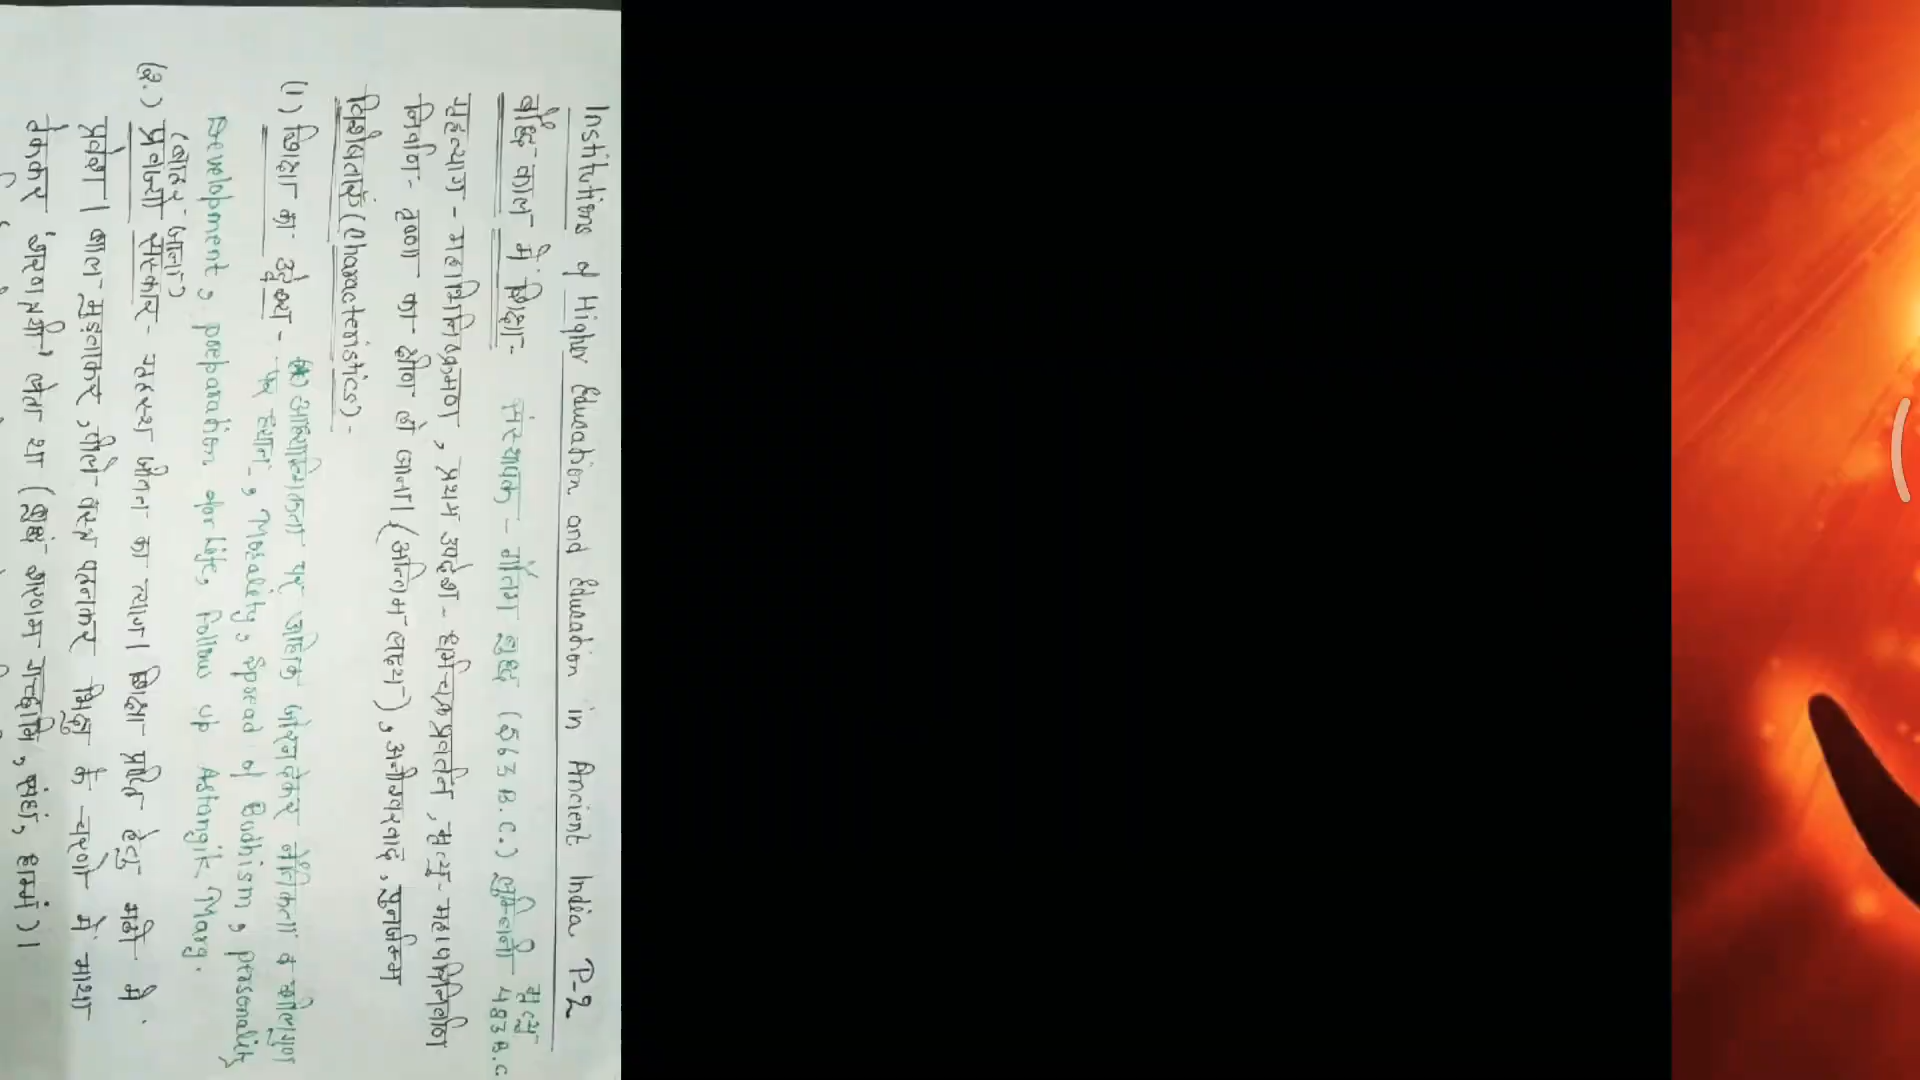 Institutions of Higher Education and Education in Ancient India P-2
बौद्ध काल में शिक्षा- संस्थापक - गौतम बुद्ध (563 B.C.) लुम्बिनी मृत्यु 483 B.C
गृहत्याग - महाभिनिष्क्रमण, प्रथम उपदेश - धर्मचक्रप्रवर्तन, मृत्यु - महापरिनिर्वाण
निर्वाण- तृष्णा का क्षीण हो जाना। (अन्तिम लक्ष्य), अनीश्वरवाद, पुनर्जन्म
विशेषताएँ (Characteristics) -
(1) शिक्षा का उद्देश्य - आध्यात्मिकता पर अधिक जोर न देकर नैतिकता व शीलगुण
पर ध्यान, Morality, Spread of Budhism, personality
Development, preparation for life, Follow up Astangik Marg.
(बाहर जाना)
(2.) प्रवज्या संस्कार - गृहस्थ जीवन का त्याग। शिक्षा प्राप्ति हेतु मठों में
प्रवेश। बाल मुंडवाकर, पीले वस्त्र पहनकर भिक्षु के चरणो में माथा
टेककर 'शरणत्रयी' लेता था (बुद्धं शरणम गच्छामि, संघं, धम्मं)।